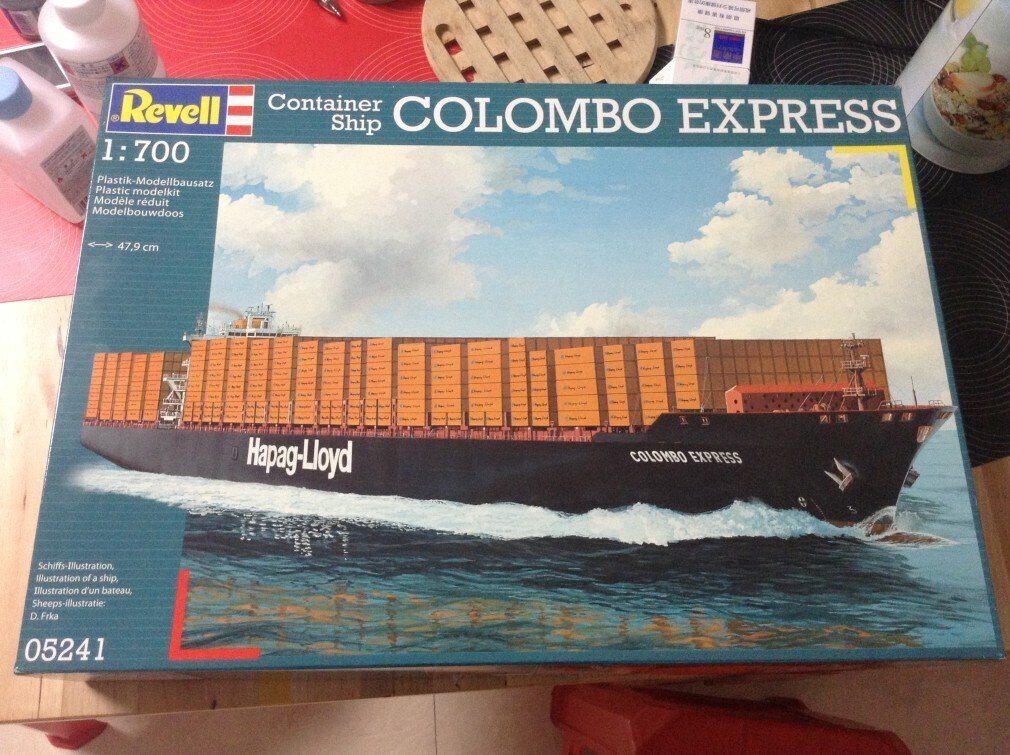 ®Revell
Container
Ship
COLOMBO EXPRESS
1:700
Plastik-Modellbausatz
Plastic modelkit
Modèle réduit
Modelbouwdoos
47,9 cm
Hapag-Lloyd
COLOMBO EXPRESS
Schiffs-Illustration,
Illustration of a ship,
Illustration d'un bateau,
Sheeps-illustratie:
D. Frka
05241